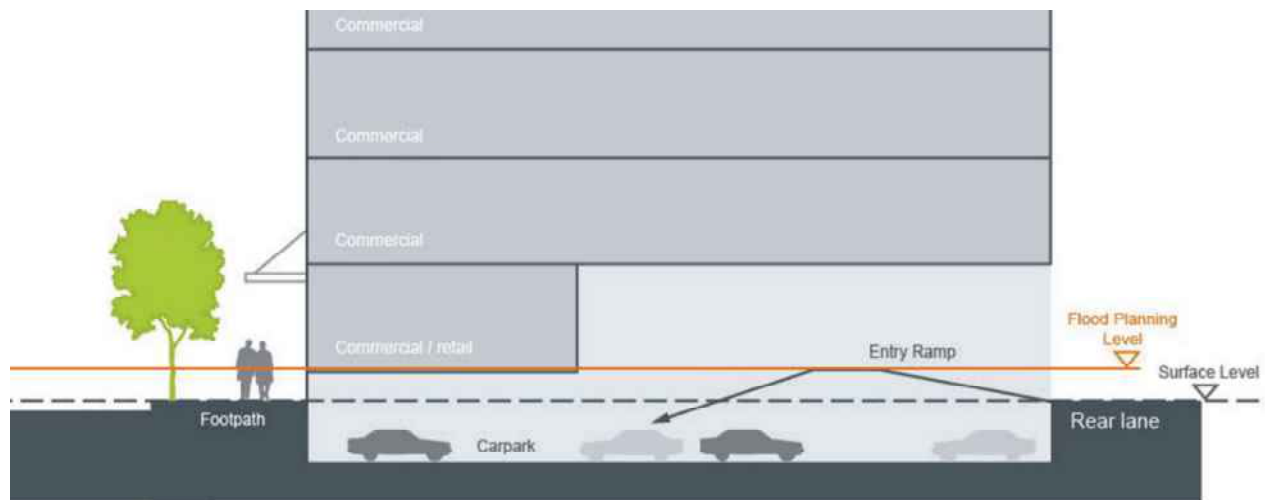 Commercial
Commercial
Commercial
Commercial / retail
Flood Planning
Level
Entry Ramp
Surface Level
Footpath
Rear lane
Carpark